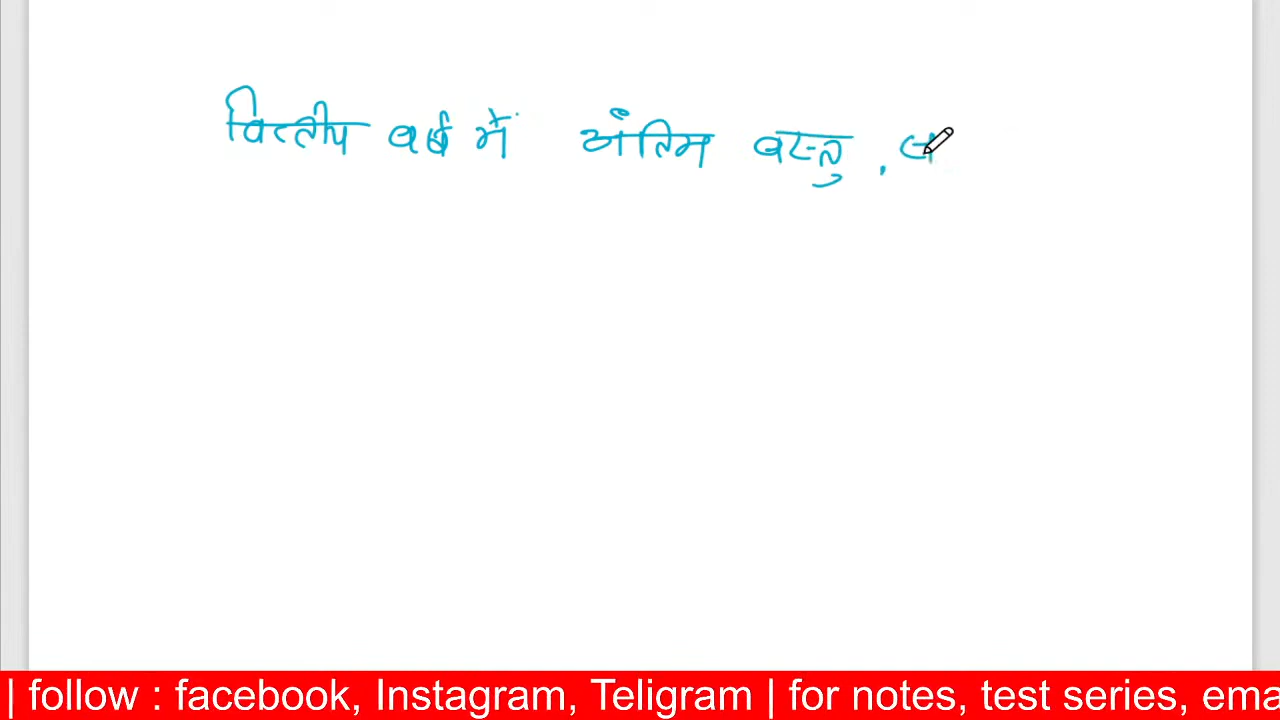 वित्तीय वर्ष में अंतिम वस्तु,
| follow : facebook, Instagram, Teligram | for notes, test series, ema